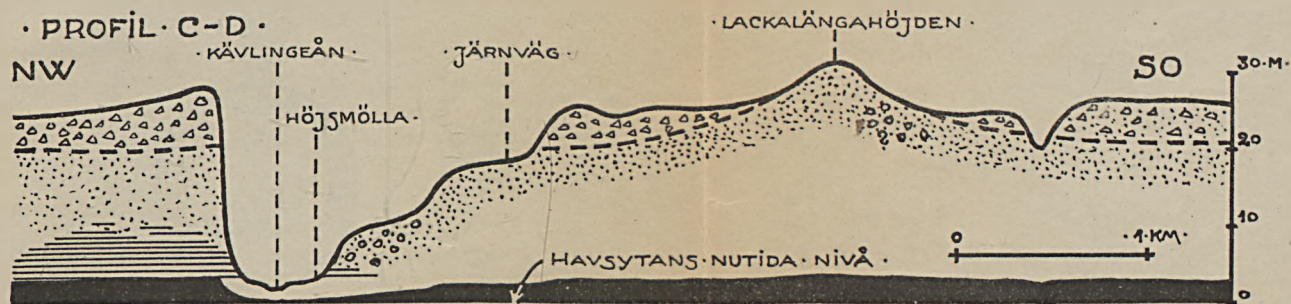 · PROFIL · C-D ·
· LACKALÄNGAHÖJDEN ·
· KÄVLINGEÅN ·
· JÄRNVÄG ·
NW
SO
30 · M ·
HÖJSMÖLLA ·
20
10
0
· 1 · KM ·
HAVSYTANS · NUTIDA · NIVÅ ·
0